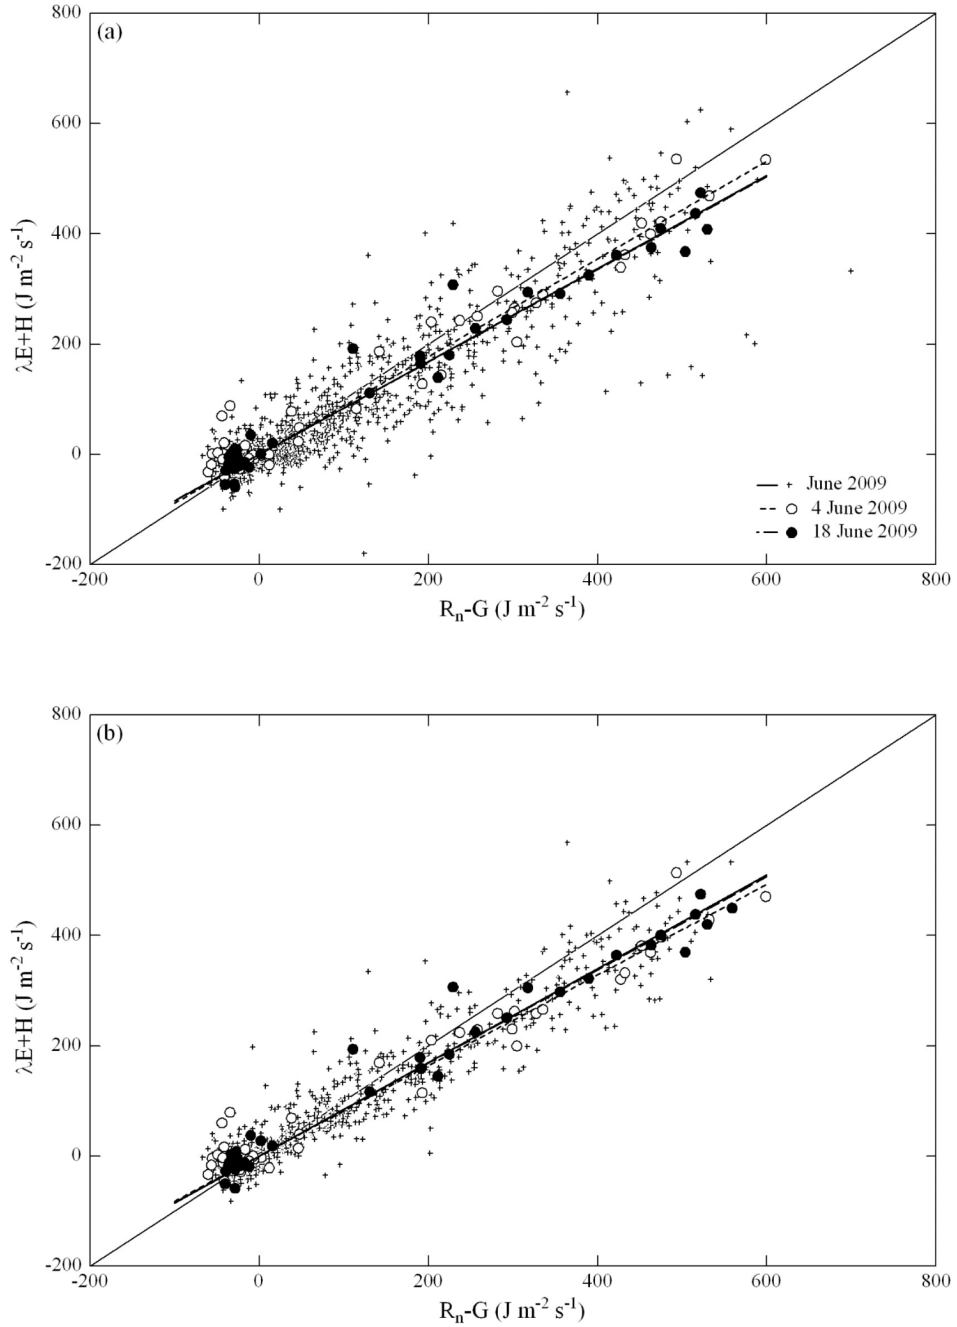 (a)
800
600
400
200
0
-200
λE+H (J m⁻² s⁻¹)
June 2009
4 June 2009
18 June 2009
-200 0 200 400 600 800
Rₙ-G (J m⁻² s⁻¹)
(b)
800
600
400
200
0
-200
λE+H (J m⁻² s⁻¹)
-200 0 200 400 600 800
Rₙ-G (J m⁻² s⁻¹)